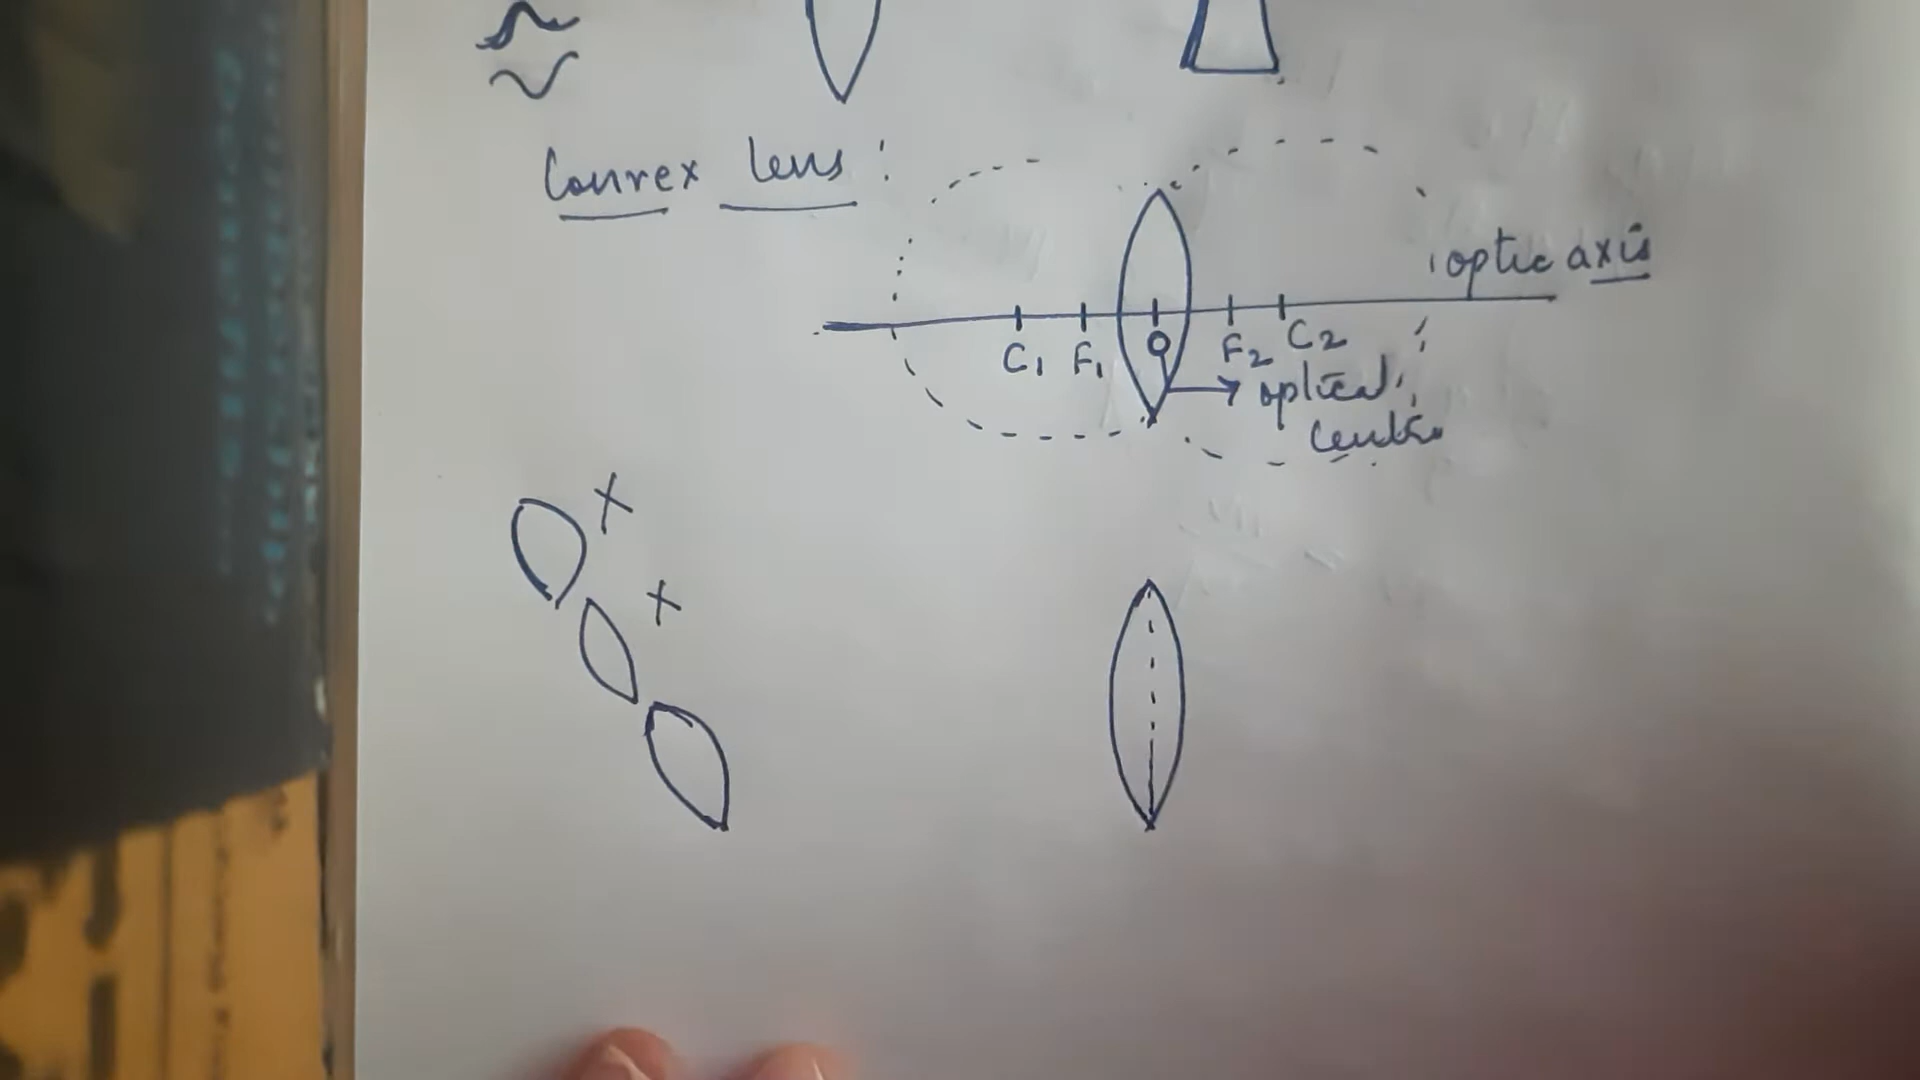 Convex lens :
optic axis
C1 F1 O F2 C2
optical
centre